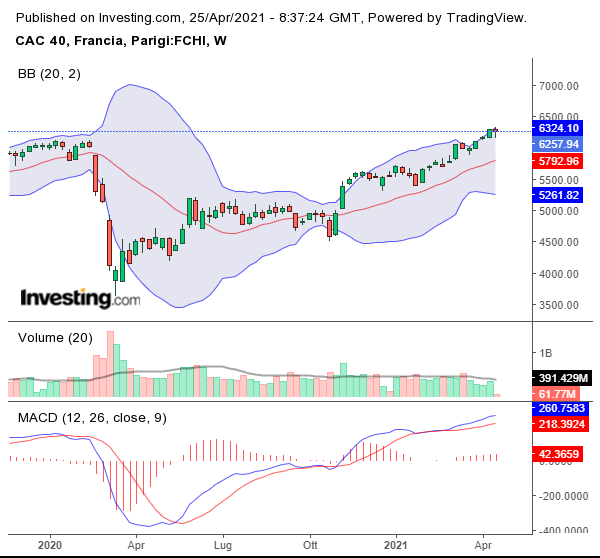 Published on Investing.com, 25/Apr/2021 - 8:37:24 GMT, Powered by TradingView.
CAC 40, Francia, Parigi:FCHI, W
BB (20, 2)
7000.00
6500.00
6324.10
6257.94
5792.96
5500.00
5261.82
5000.00
4500.00
4000.00
3500.00
Investing.com
Volume (20)
1B
391.429M
61.77M
MACD (12, 26, close, 9)
260.7583
218.3924
42.3659
0.0000
-200.0000
-400.0000
2020
Apr
Lug
Ott
2021
Apr